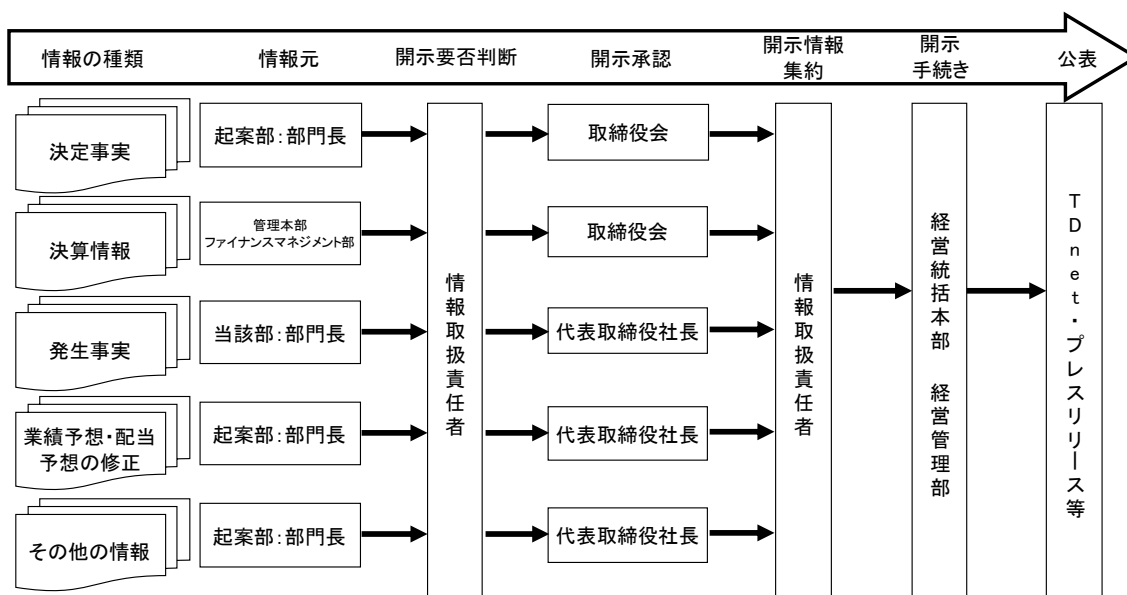 情報の種類
情報元
開示要否判断
開示承認
開示情報
集約
開示
手続き
公表
決定事実
起案部：部門長
取締役会
決算情報
管理本部
ファイナンスマネジメント部
取締役会
発生事実
当該部：部門長
代表取締役社長
業績予想・配当
予想の修正
起案部：部門長
代表取締役社長
その他の情報
起案部：部門長
代表取締役社長
情報取扱責任者
情報取扱責任者
経営統括本部　経営管理部
TDnet・プレスリリース等